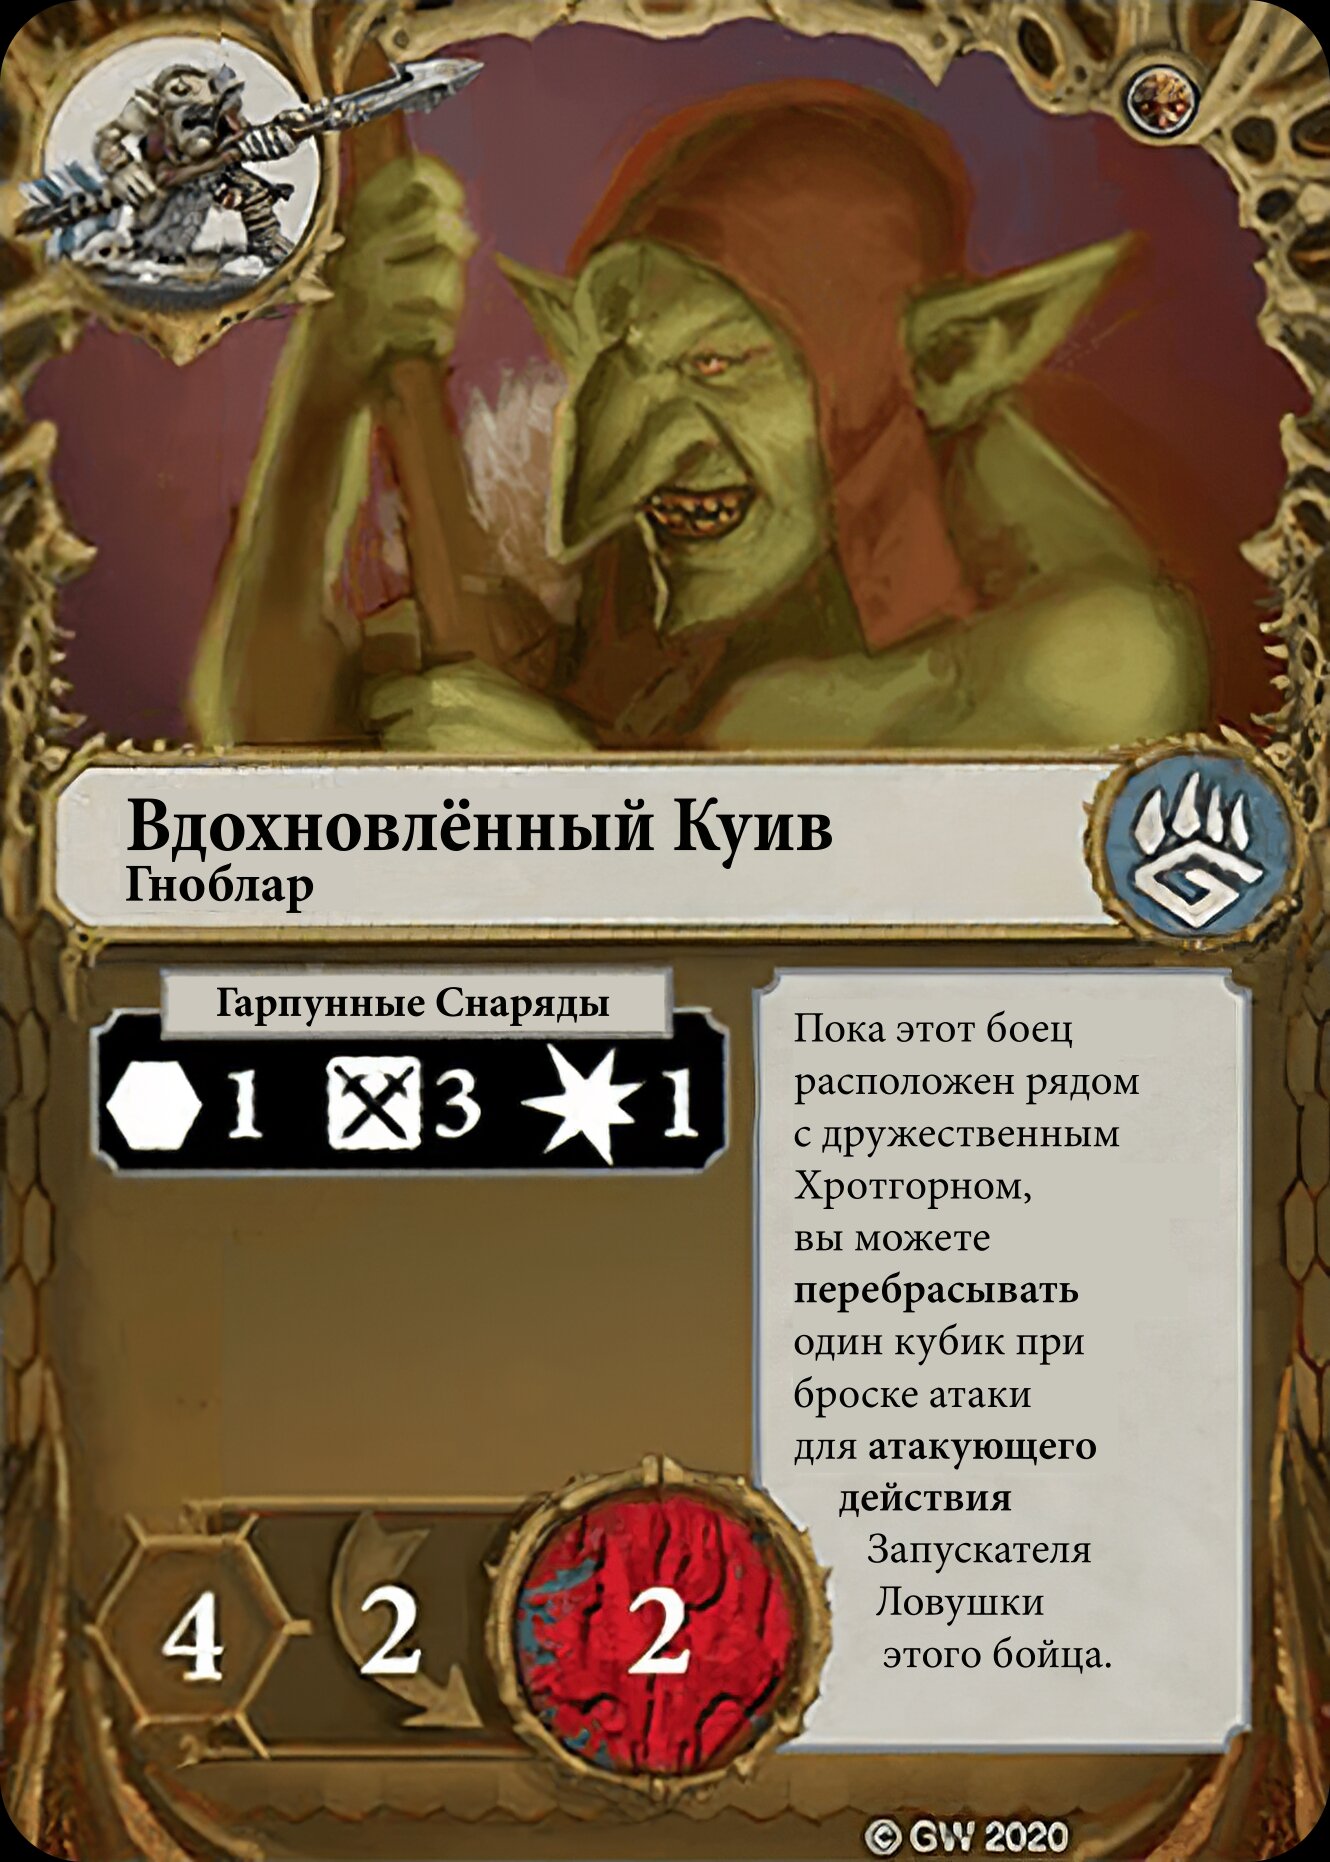 Вдохновлённый Куив
Гноблар
Гарпунные Снаряды
1 3 1
Пока этот боец
расположен рядом
с дружественным
Хротгорном,
вы можете
перебрасывать
один кубик при
броске атаки
для атакующего
действия
Запускателя
Ловушки
этого бойца.
4 2 2
© GW 2020